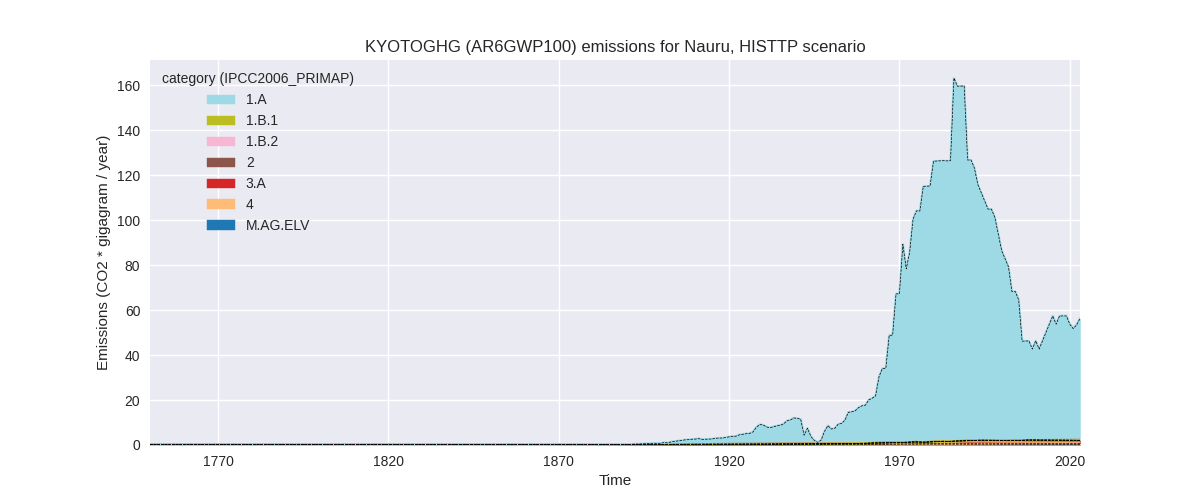 KYOTOGHG (AR6GWP100) emissions for Nauru, HISTTP scenario
category (IPCC2006_PRIMAP)
1.A
1.B.1
1.B.2
2
3.A
4
M.AG.ELV
Emissions (CO2 * gigagram / year)
160
140
120
100
80
60
40
20
0
1770
1820
1870
1920
1970
2020
Time